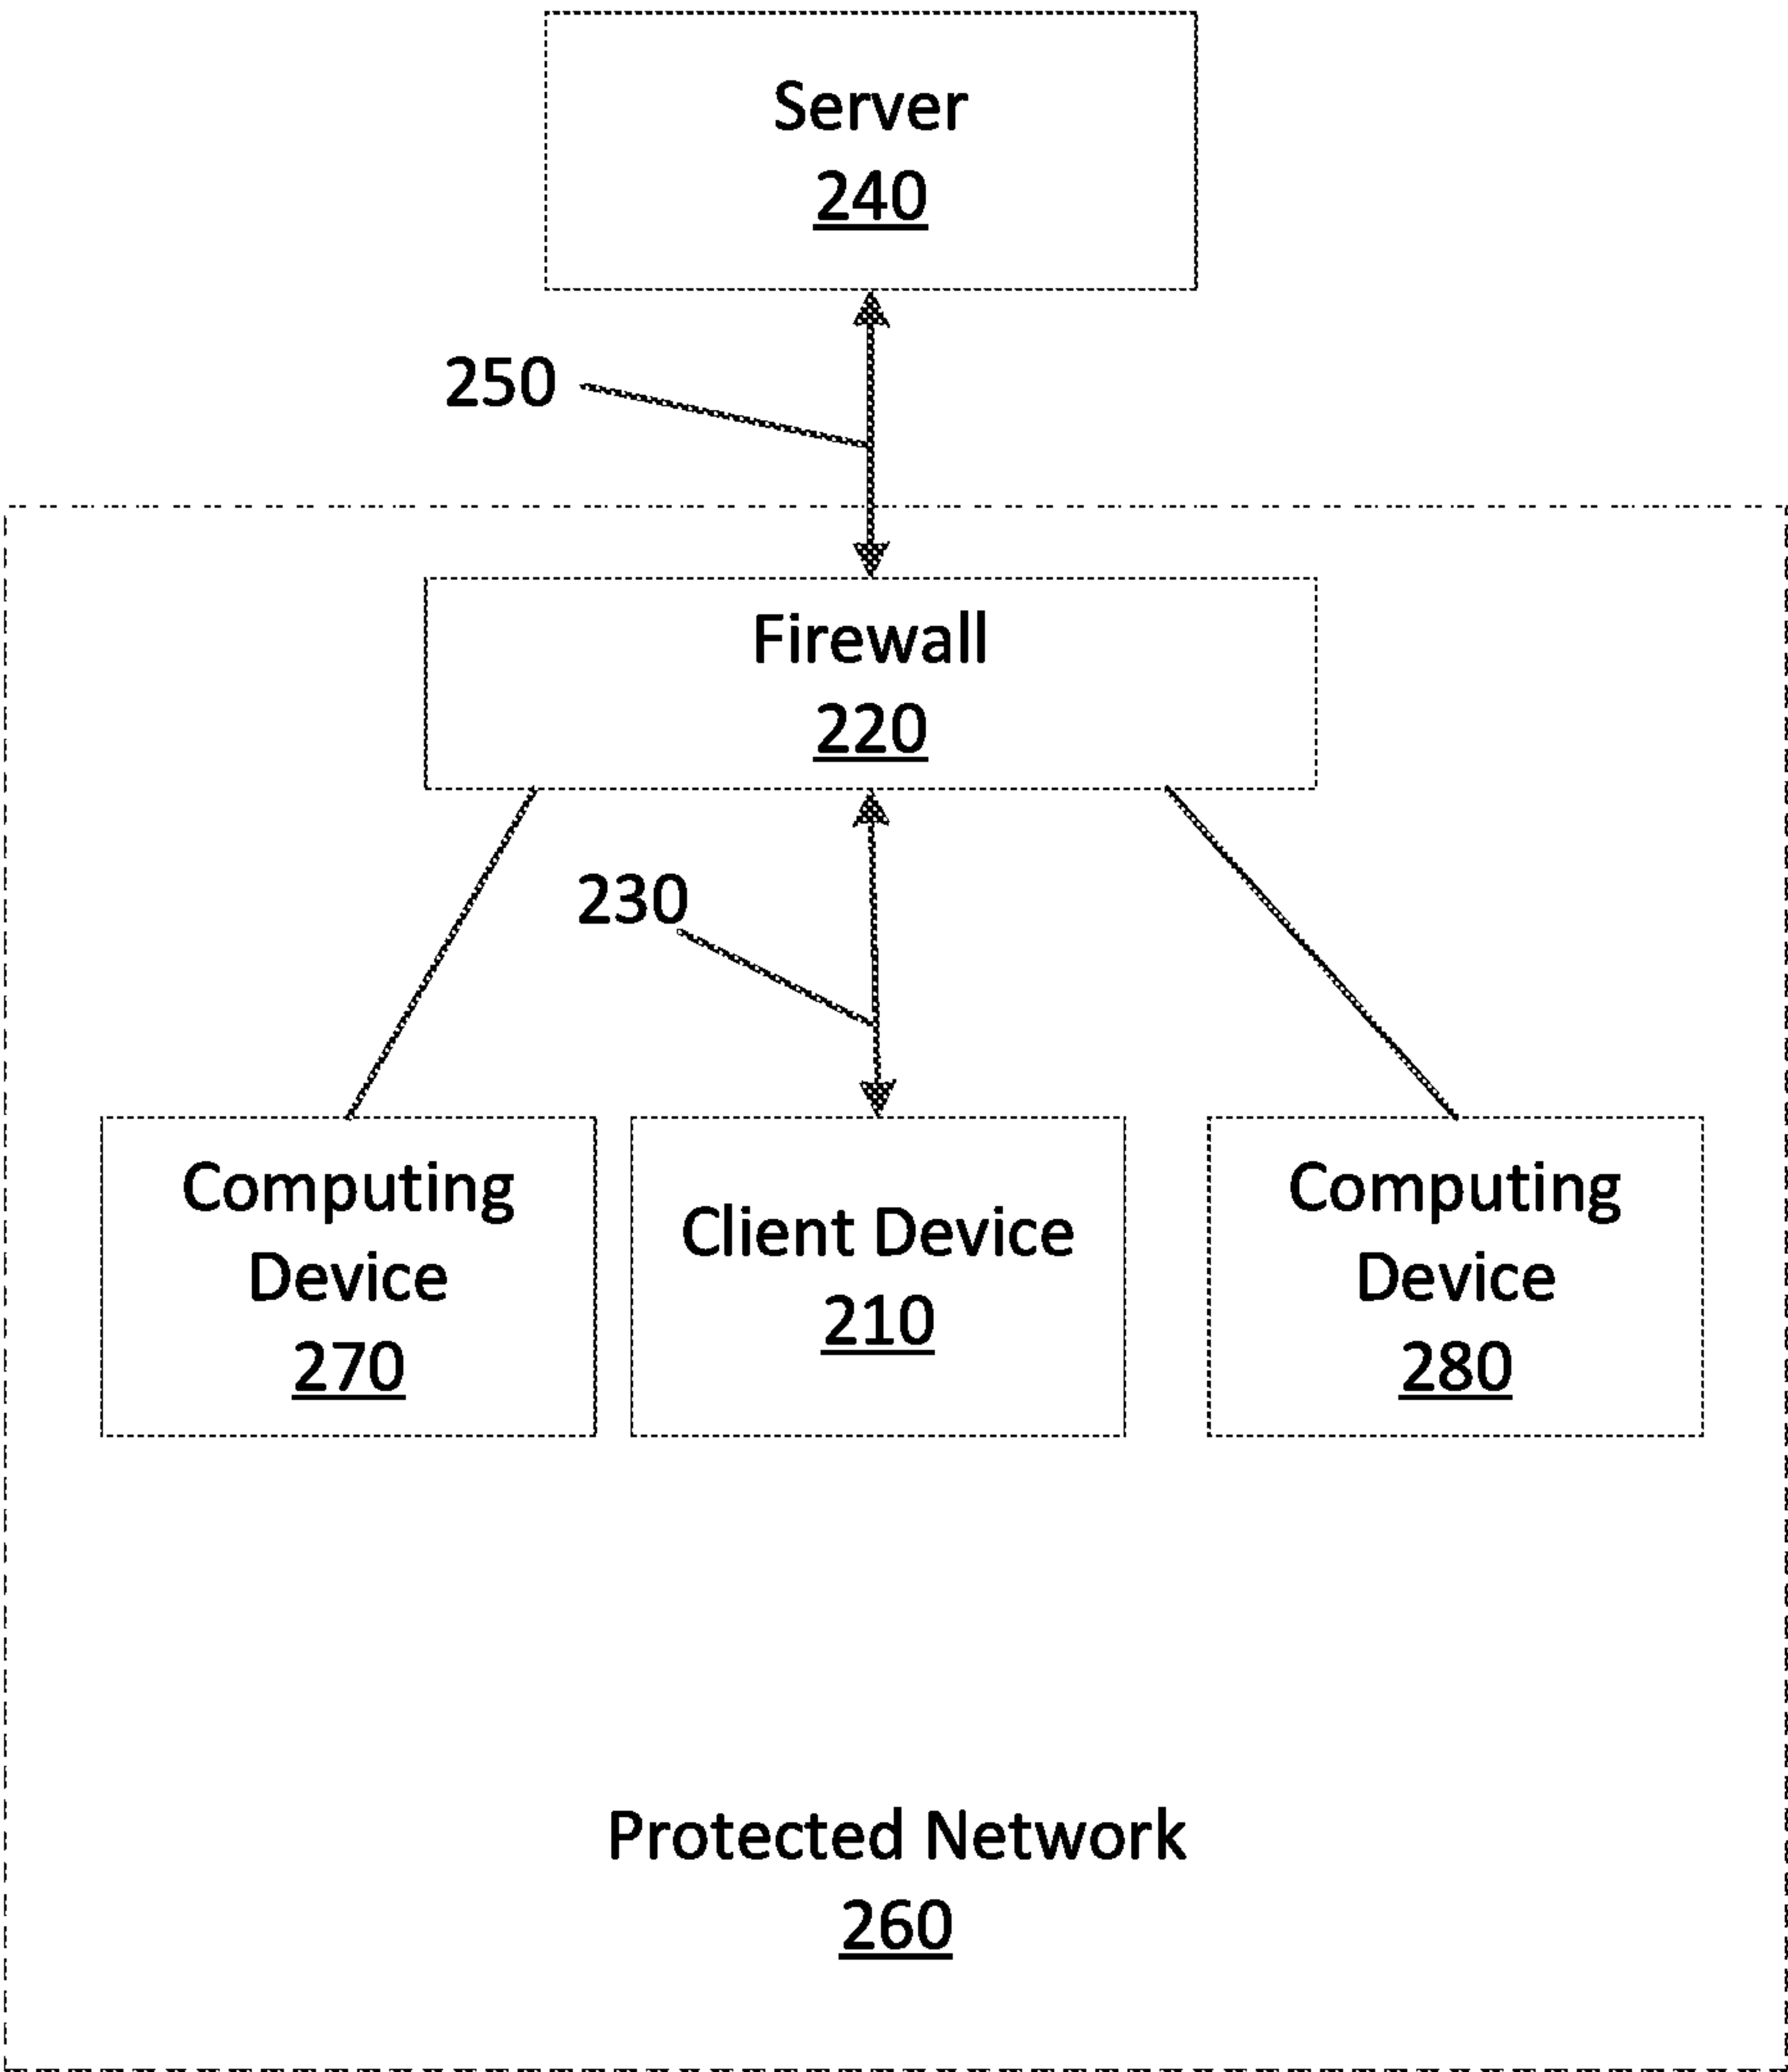 Server
240
250
Firewall
220
230
Computing
Device
270
Client Device
210
Computing
Device
280
Protected Network
260